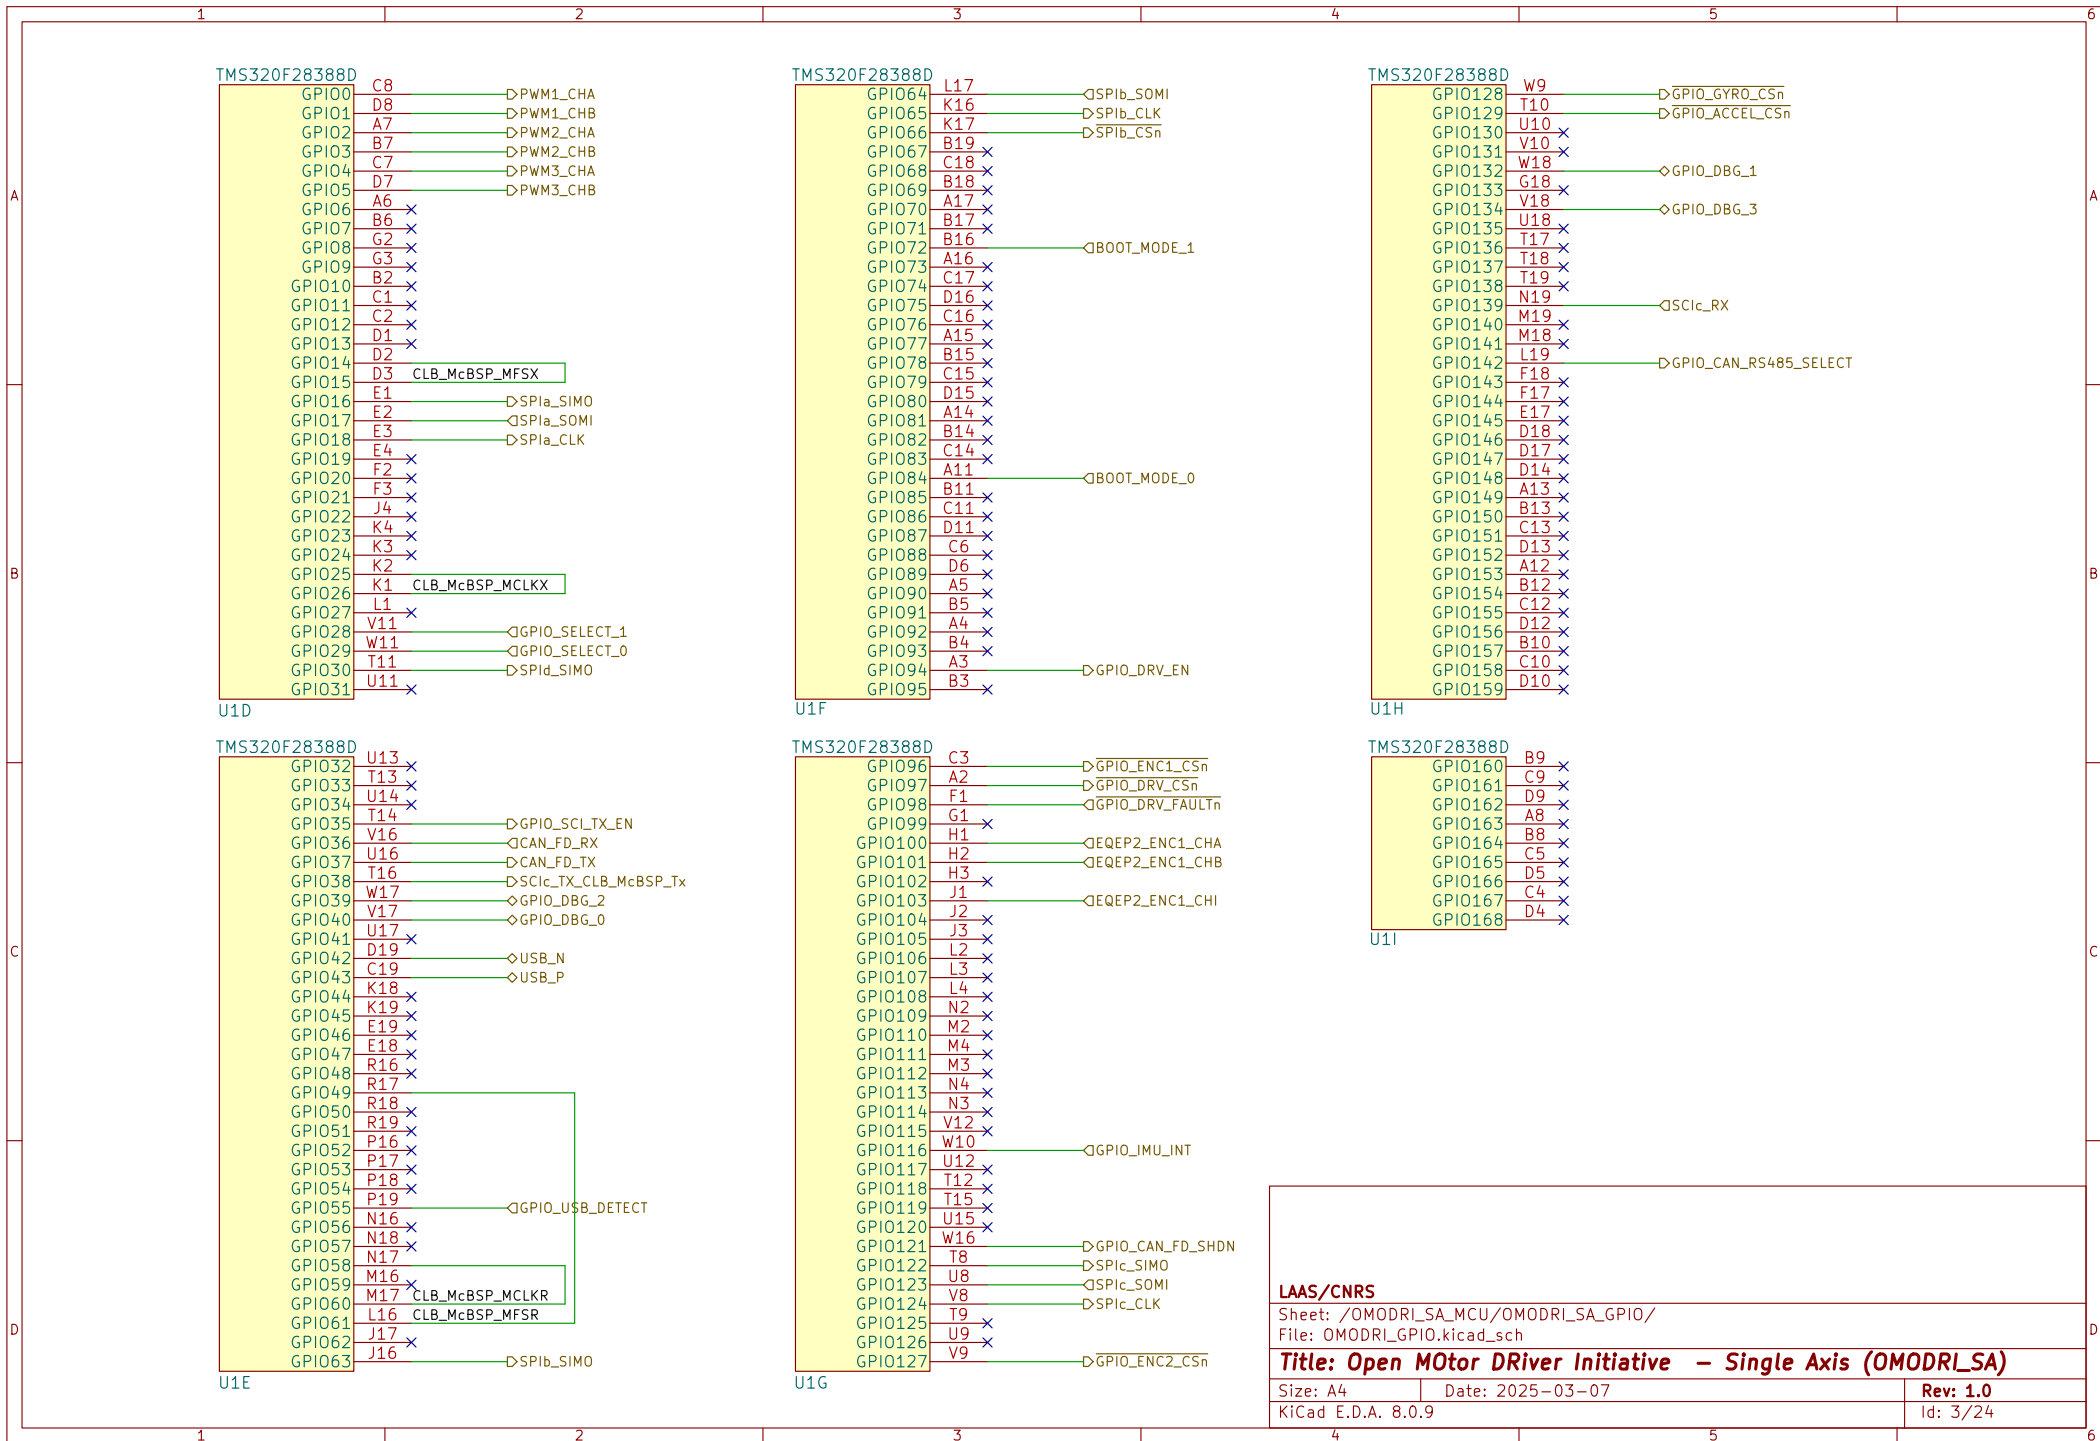 1 2 3 4 5 6
TMS320F28388D
GPIO0 C8 PWM1_CHA
GPIO1 D8 PWM1_CHB
GPIO2 A7 PWM2_CHA
GPIO3 B7 PWM2_CHB
GPIO4 C7 PWM3_CHA
GPIO5 D7 PWM3_CHB
GPIO6 A6
GPIO7 B6
GPIO8 G2
GPIO9 G3
GPIO10 B2
GPIO11 C1
GPIO12 C2
GPIO13 D1
GPIO14 D2
GPIO15 D3 CLB_McBSP_MFSX
GPIO16 E1 SPIa_SIMO
GPIO17 E2 SPIa_SOMI
GPIO18 E3 SPIa_CLK
GPIO19 E4
GPIO20 F2
GPIO21 F3
GPIO22 J4
GPIO23 K4
GPIO24 K3
GPIO25 K2
GPIO26 K1 CLB_McBSP_MCLKX
GPIO27 L1
GPIO28 V11 GPIO_SELECT_1
GPIO29 W11 GPIO_SELECT_0
GPIO30 T11 SPId_SIMO
GPIO31 U11
U1D
TMS320F28388D
GPIO64 L17 SPIb_SOMI
GPIO65 K16 SPIb_CLK
GPIO66 K17 SPIb_CSn
GPIO67 B19
GPIO68 C18
GPIO69 B18
GPIO70 A17
GPIO71 B17
GPIO72 B16 BOOT_MODE_1
GPIO73 A16
GPIO74 C17
GPIO75 D16
GPIO76 C16
GPIO77 A15
GPIO78 B15
GPIO79 C15
GPIO80 D15
GPIO81 A14
GPIO82 B14
GPIO83 C14
GPIO84 A11 BOOT_MODE_0
GPIO85 B11
GPIO86 C11
GPIO87 D11
GPIO88 C6
GPIO89 D6
GPIO90 A5
GPIO91 B5
GPIO92 A4
GPIO93 B4
GPIO94 A3 GPIO_DRV_EN
GPIO95 B3
U1F
TMS320F28388D
GPIO128 W9 GPIO_GYRO_CSn
GPIO129 T10 GPIO_ACCEL_CSn
GPIO130 U10
GPIO131 V10
GPIO132 W18 GPIO_DBG_1
GPIO133 G18
GPIO134 V18 GPIO_DBG_3
GPIO135 U18
GPIO136 T17
GPIO137 T18
GPIO138 T19
GPIO139 N19 SCIc_RX
GPIO140 M19
GPIO141 M18
GPIO142 L19 GPIO_CAN_RS485_SELECT
GPIO143 F18
GPIO144 F17
GPIO145 E17
GPIO146 D18
GPIO147 D17
GPIO148 D14
GPIO149 A13
GPIO150 B13
GPIO151 C13
GPIO152 D13
GPIO153 A12
GPIO154 B12
GPIO155 C12
GPIO156 D12
GPIO157 B10
GPIO158 C10
GPIO159 D10
U1H
TMS320F28388D
GPIO32 U13
GPIO33 T13
GPIO34 U14
GPIO35 T14 GPIO_SCI_TX_EN
GPIO36 V16 CAN_FD_RX
GPIO37 U16 CAN_FD_TX
GPIO38 T16 SCIc_TX_CLB_McBSP_Tx
GPIO39 W17 GPIO_DBG_2
GPIO40 V17 GPIO_DBG_0
GPIO41 U17
GPIO42 D19 USB_N
GPIO43 C19 USB_P
GPIO44 K18
GPIO45 K19
GPIO46 E19
GPIO47 E18
GPIO48 R16
GPIO49 R17
GPIO50 R18
GPIO51 R19
GPIO52 P16
GPIO53 P17
GPIO54 P18
GPIO55 P19 GPIO_USB_DETECT
GPIO56 N16
GPIO57 N18
GPIO58 N17
GPIO59 M16
GPIO60 M17 CLB_McBSP_MCLKR
GPIO61 L16 CLB_McBSP_MFSR
GPIO62 J17
GPIO63 J16 SPIb_SIMO
U1E
TMS320F28388D
GPIO96 C3 GPIO_ENC1_CSn
GPIO97 A2 GPIO_DRV_CSn
GPIO98 F1 GPIO_DRV_FAULTn
GPIO99 G1
GPIO100 H1 EQEP2_ENC1_CHA
GPIO101 H2 EQEP2_ENC1_CHB
GPIO102 H3
GPIO103 J1 EQEP2_ENC1_CHI
GPIO104 J2
GPIO105 J3
GPIO106 L2
GPIO107 L3
GPIO108 L4
GPIO109 N2
GPIO110 M2
GPIO111 M4
GPIO112 M3
GPIO113 N4
GPIO114 N3
GPIO115 V12
GPIO116 W10 GPIO_IMU_INT
GPIO117 U12
GPIO118 T12
GPIO119 T15
GPIO120 U15
GPIO121 W16 GPIO_CAN_FD_SHDN
GPIO122 T8 SPIc_SIMO
GPIO123 U8 SPIc_SOMI
GPIO124 V8 SPIc_CLK
GPIO125 T9
GPIO126 U9
GPIO127 V9 GPIO_ENC2_CSn
U1G
TMS320F28388D
GPIO160 B9
GPIO161 C9
GPIO162 D9
GPIO163 A8
GPIO164 B8
GPIO165 C5
GPIO166 D5
GPIO167 C4
GPIO168 D4
U1I
A A
B B
C C
D D
LAAS/CNRS
Sheet: /OMODRI_SA_MCU/OMODRI_SA_GPIO/
File: OMODRI_GPIO.kicad_sch
Title: Open MOtor DRiver Initiative – Single Axis (OMODRI_SA)
Size: A4 Date: 2025-03-07 Rev: 1.0
KiCad E.D.A. 8.0.9 Id: 3/24
1 2 3 4 5 6